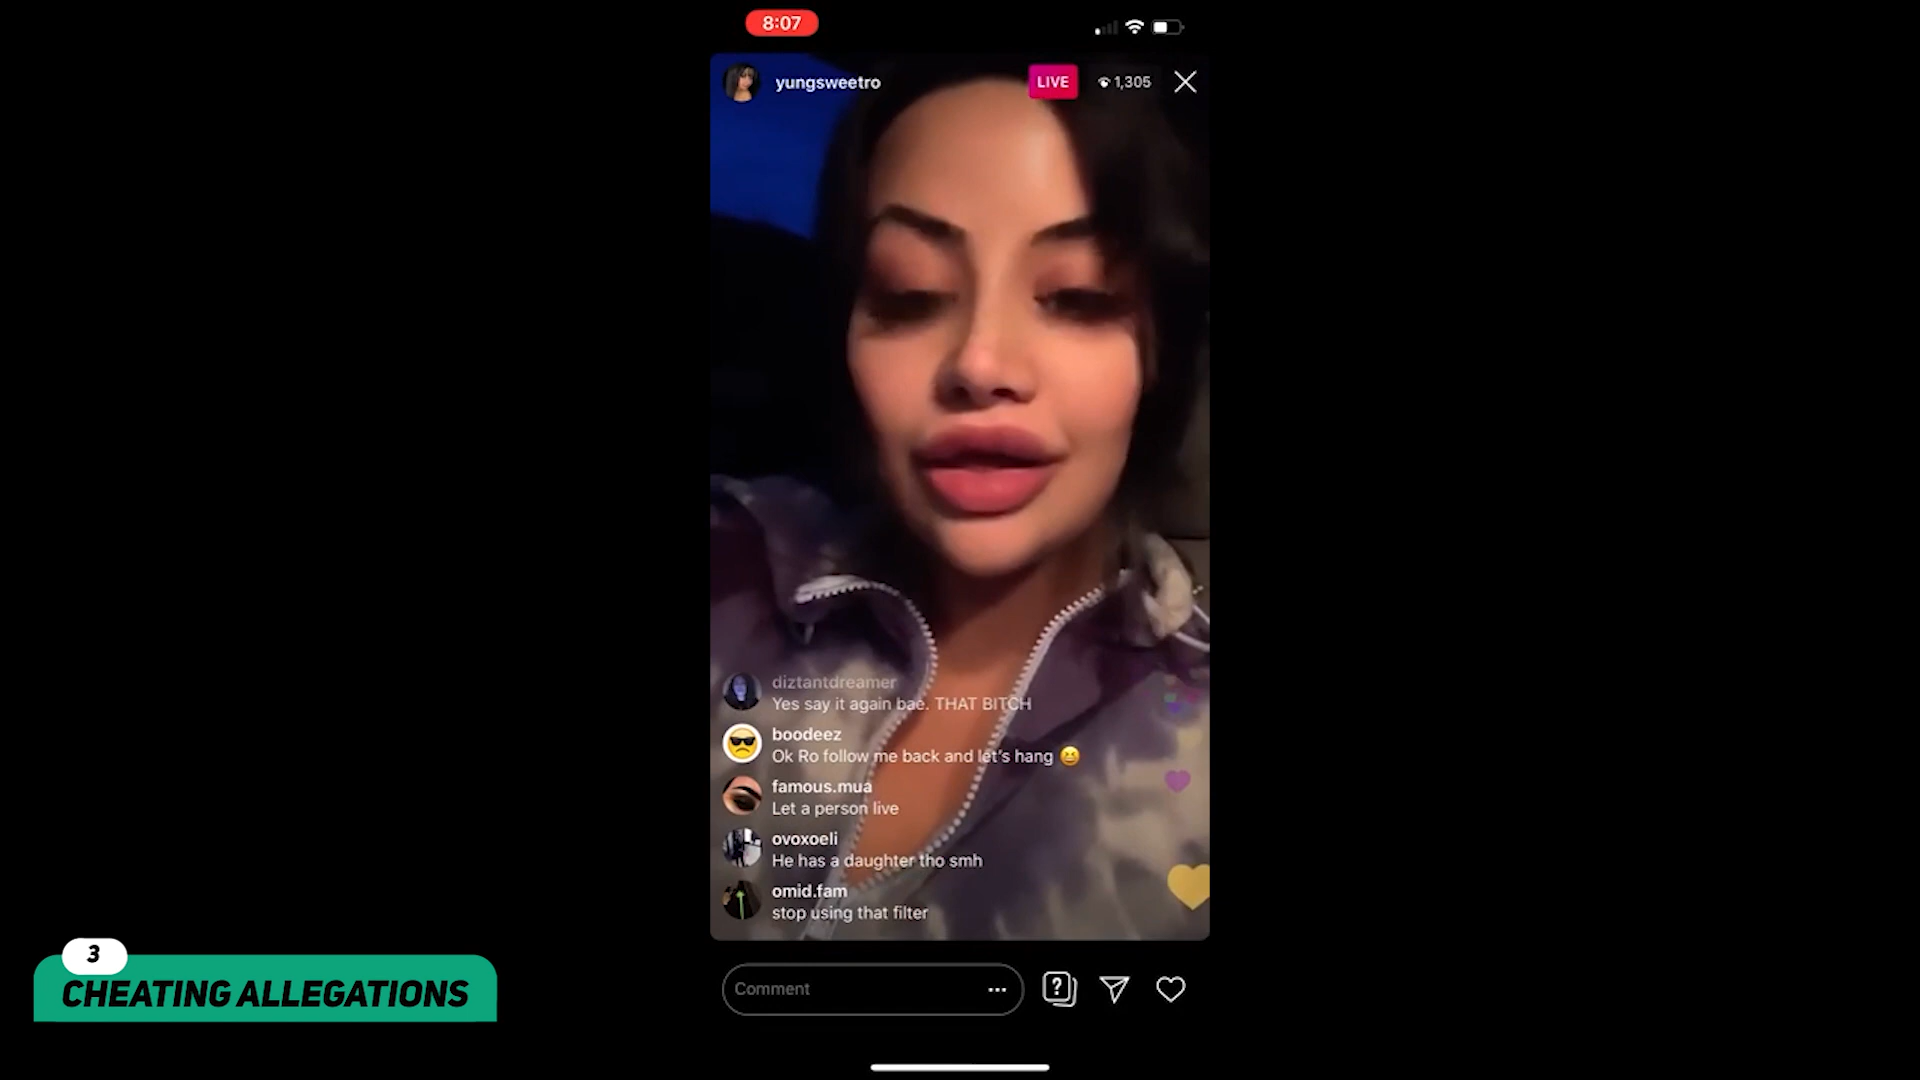 8:07
yungsweetro
LIVE
1,305
diztantdreamer
Yes say it again bae. THAT BITCH
boodeez
Ok Ro follow me back and let's hang 😆
famous.mua
Let a person live
ovoxoeli
He has a daughter tho smh
omid.fam
stop using that filter
Comment
3
CHEATING ALLEGATIONS